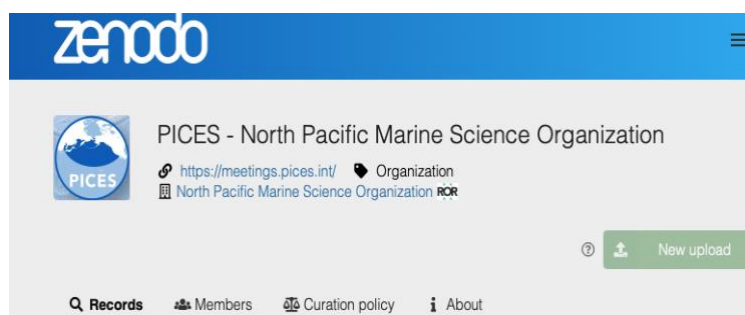 zenodo
PICES - North Pacific Marine Science Organization
PICES
https://meetings.pices.int/ Organization
North Pacific Marine Science Organization ROR
? New upload
Records Members Curation policy i About